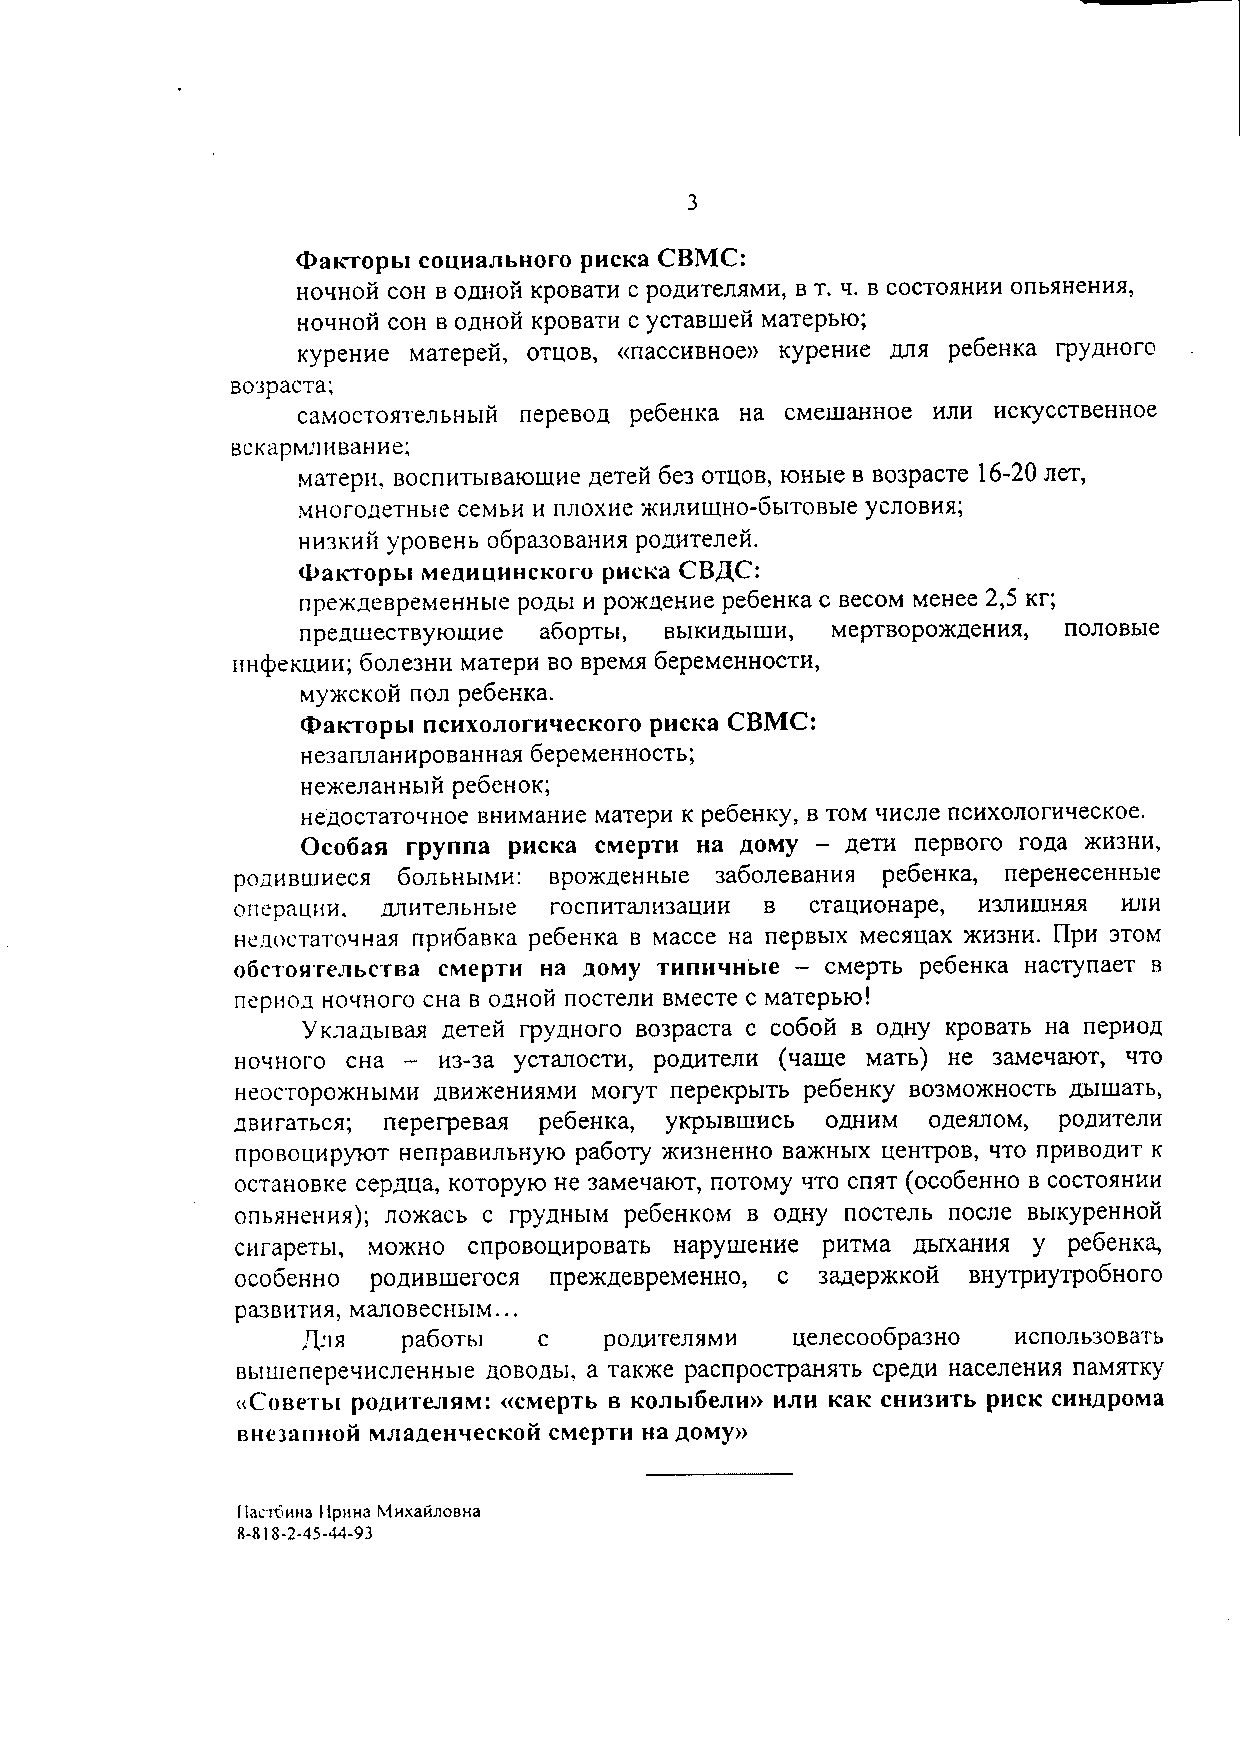 3
Факторы социального риска СВМС:
ночной сон в одной кровати с родителями, в т. ч. в состоянии опьянения,
ночной сон в одной кровати с уставшей матерью;
курение матерей, отцов, «пассивное» курение для ребенка грудного
возраста;
самостоятельный перевод ребенка на смешанное или искусственное
вскармливание;
матери, воспитывающие детей без отцов, юные в возрасте 16-20 лет,
многодетные семьи и плохие жилищно-бытовые условия;
низкий уровень образования родителей.
Факторы медицинского риска СВДС:
преждевременные роды и рождение ребенка с весом менее 2,5 кг;
предшествующие аборты, выкидыши, мертворождения, половые
инфекции; болезни матери во время беременности,
мужской пол ребенка.
Факторы психологического риска СВМС:
незапланированная беременность;
нежеланный ребенок;
недостаточное внимание матери к ребенку, в том числе психологическое.
Особая группа риска смерти на дому – дети первого года жизни,
родившиеся больными: врожденные заболевания ребенка, перенесенные
операции, длительные госпитализации в стационаре, излишняя или
недостаточная прибавка ребенка в массе на первых месяцах жизни. При этом
обстоятельства смерти на дому типичные – смерть ребенка наступает в
период ночного сна в одной постели вместе с матерью!
Укладывая детей грудного возраста с собой в одну кровать на период
ночного сна – из-за усталости, родители (чаще мать) не замечают, что
неосторожными движениями могут перекрыть ребенку возможность дышать,
двигаться; перегревая ребенка, укрывшись одним одеялом, родители
провоцируют неправильную работу жизненно важных центров, что приводит к
остановке сердца, которую не замечают, потому что спят (особенно в состоянии
опьянения); ложась с грудным ребенком в одну постель после выкуренной
сигареты, можно спровоцировать нарушение ритма дыхания у ребенка,
особенно родившегося преждевременно, с задержкой внутриутробного
развития, маловесным...
Для работы с родителями целесообразно использовать
вышеперечисленные доводы, а также распространять среди населения памятку
«Советы родителям: «смерть в колыбели» или как снизить риск синдрома
внезапной младенческой смерти на дому»
Пастбина Ирина Михайловна
8-818-2-45-44-93